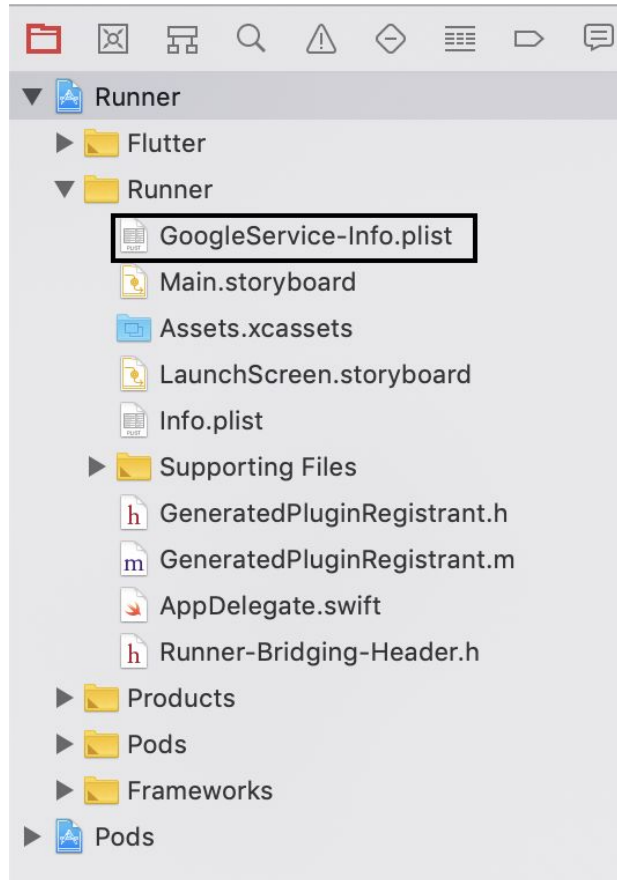 Runner
Flutter
Runner
GoogleService-Info.plist
Main.storyboard
Assets.xcassets
LaunchScreen.storyboard
Info.plist
Supporting Files
GeneratedPluginRegistrant.h
GeneratedPluginRegistrant.m
AppDelegate.swift
Runner-Bridging-Header.h
Products
Pods
Frameworks
Pods